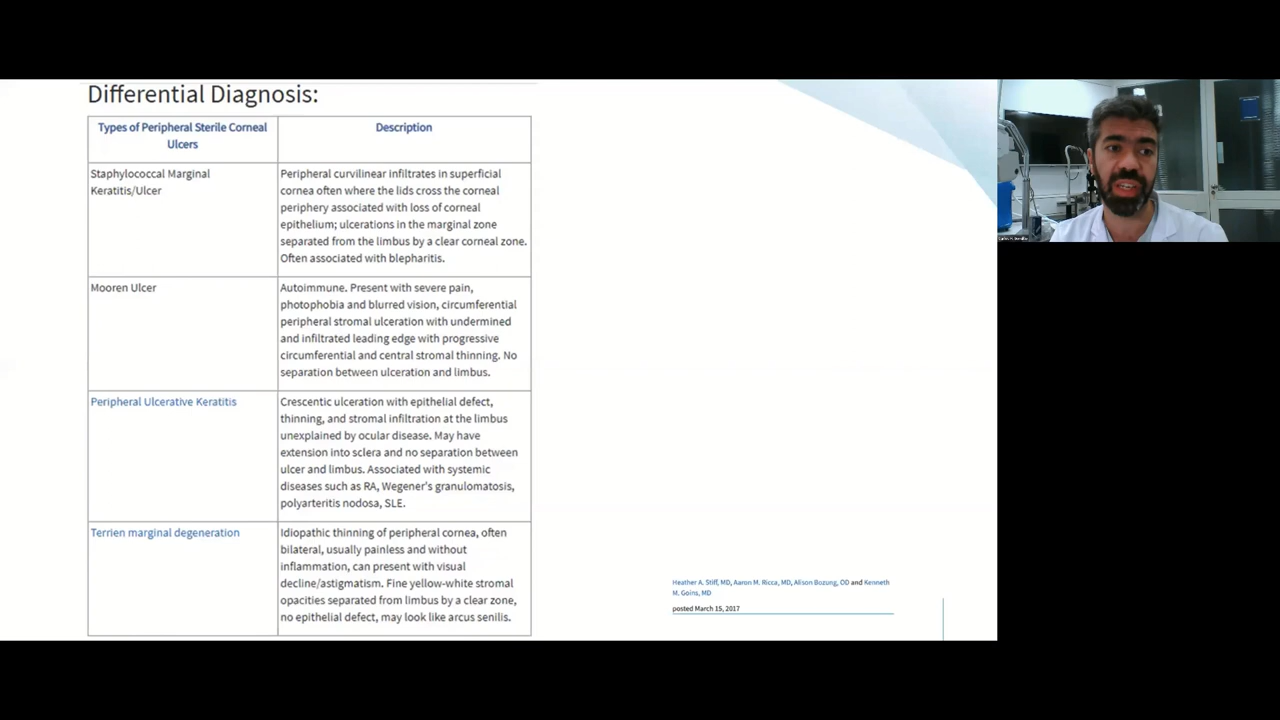 Differential Diagnosis:
Types of Peripheral Sterile Corneal
Ulcers
Description
Staphylococcal Marginal
Keratitis/Ulcer
Peripheral curvilinear infiltrates in superficial
cornea often where the lids cross the corneal
periphery associated with loss of corneal
epithelium; ulcerations in the marginal zone
separated from the limbus by a clear corneal zone.
Often associated with blepharitis.
Mooren Ulcer
Autoimmune. Present with severe pain,
photophobia and blurred vision, circumferential
peripheral stromal ulceration with undermined
and infiltrated leading edge with progressive
circumferential and central stromal thinning. No
separation between ulceration and limbus.
Peripheral Ulcerative Keratitis
Crescentic ulceration with epithelial defect,
thinning, and stromal infiltration at the limbus
unexplained by ocular disease. May have
extension into sclera and no separation between
ulcer and limbus. Associated with systemic
diseases such as RA, Wegener's granulomatosis,
polyarteritis nodosa, SLE.
Terrien marginal degeneration
Idiopathic thinning of peripheral cornea, often
bilateral, usually painless and without
inflammation, can present with visual
decline/astigmatism. Fine yellow-white stromal
opacities separated from limbus by a clear zone,
no epithelial defect, may look like arcus senilis.
Heather A. Stiff, MD, Aaron M. Ricca, MD, Alison Bozung, OD and Kenneth
M. Goins, MD
posted March 15, 2017